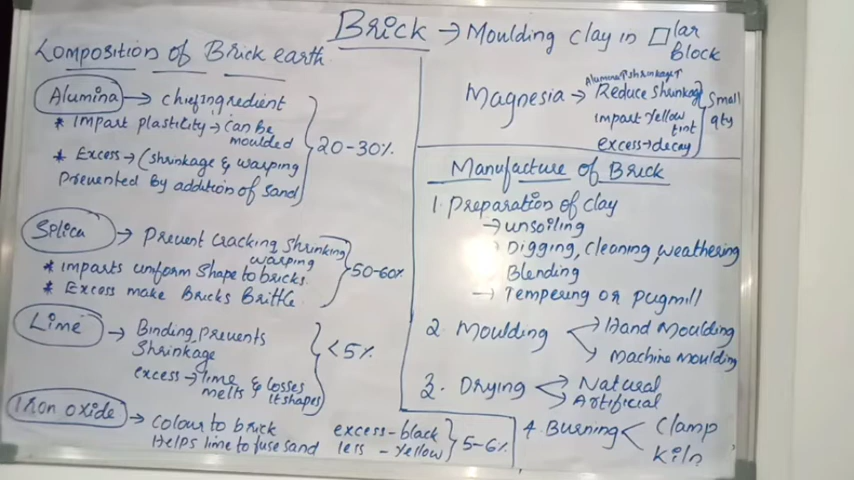 Brick → Moulding clay in □lar
Block
Composition of Brick earth
Alumina → chief ingredient
* Impart plasticity → can be
moulded
* Excess → (shrinkage & warping
Prevented by addition of sand
20-30%
Silica → Prevent cracking shrinking
warping
* imparts uniform shape to bricks
* Excess make Bricks Brittle
50-60%
Lime → Binding, prevents
Shrinkage
excess → lime & losses
melts it shapes
<5%
Iron oxide → colour to brick
Helps lime to fuse sand
excess - black
less - yellow
5-6%
Alumina↑ shrinkage↑
Magnesia → Reduce shrinkage
impart yellow
tint
excess → decay
Small
qty
Manufacture of Brick
1. Preparation of clay
→ unsoiling
Digging, cleaning, weathering
Blending
→ Tempering or pugmill
2. Moulding
Hand Moulding
Machine moulding
3. Drying
Natural
Artificial
4. Burning
Clamp
Kiln